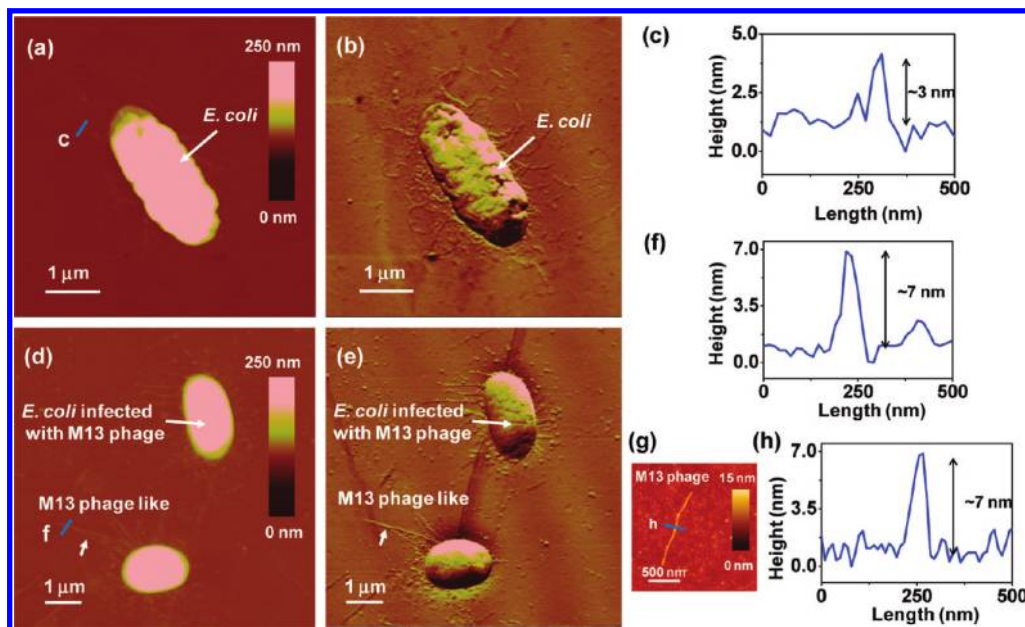 (a)
250 nm
E. coli
c
0 nm
1 μm
(b)
E. coli
1 μm
(c)
5.0
2.5
0.0
Height (nm)
~3 nm
0
250
500
Length (nm)
(f)
7.0
3.5
0.0
Height (nm)
~7 nm
0
250
500
Length (nm)
(d)
250 nm
E. coli infected
with M13 phage
M13 phage like
f
0 nm
1 μm
(e)
E. coli infected
with M13 phage
M13 phage like
1 μm
(g)
M13 phage
15 nm
h
500 nm
0 nm
(h)
7.0
3.5
0.0
Height (nm)
~7 nm
0
250
500
Length (nm)